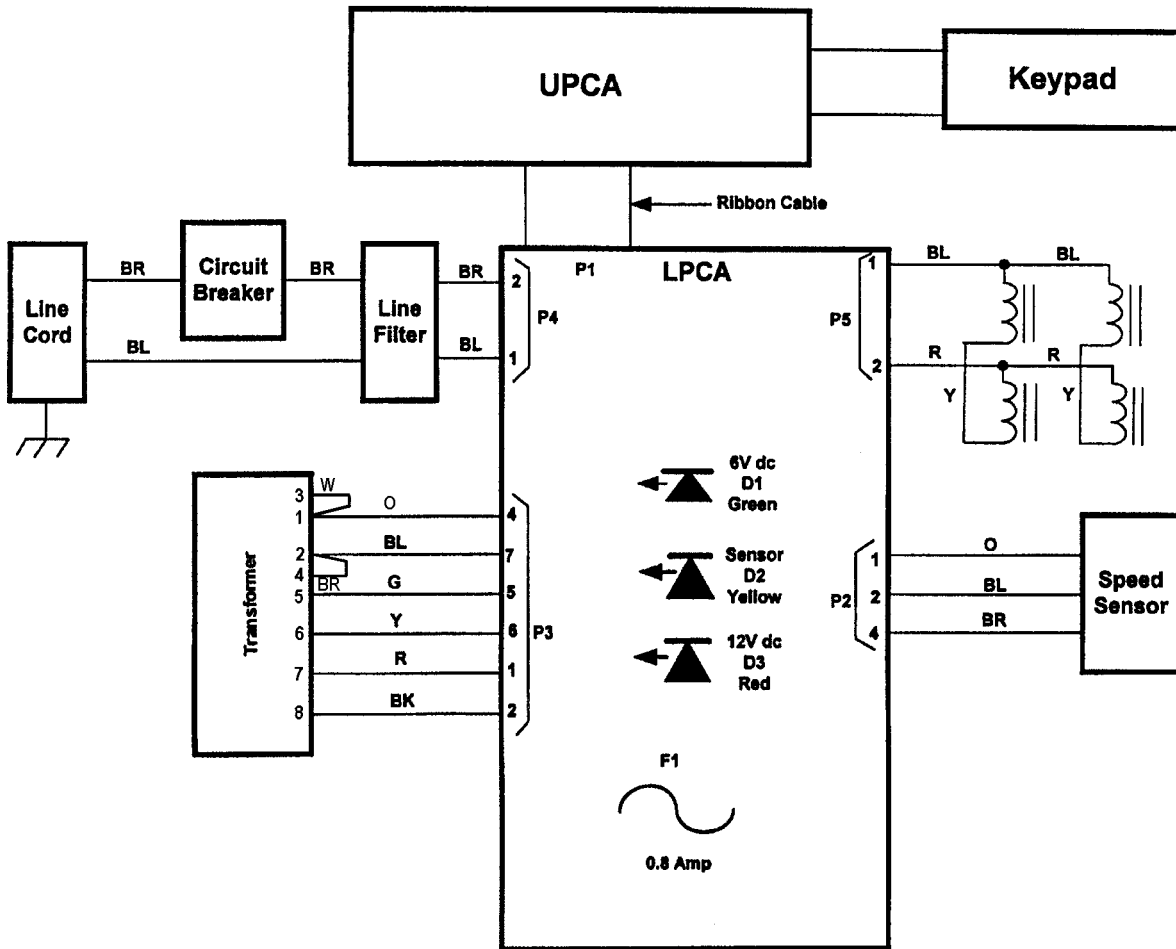 UPCA
Keypad
Ribbon Cable
Line
Cord
BR
Circuit
Breaker
BR
Line
Filter
BR
BL
BL
2
P4
1
P1
LPCA
1
P5
2
BL
BL
R
R
Y
Y
Transformer
3
1
2
4
5
6
7
8
W
O
BL
BR
G
Y
R
BK
4
7
5
6
1
2
P3
6V dc
D1
Green
Sensor
D2
Yellow
12V dc
D3
Red
F1
0.8 Amp
P2
1
2
4
O
BL
BR
Speed
Sensor